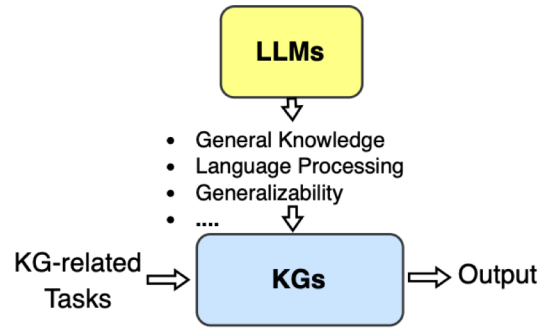 LLMs
• General Knowledge
• Language Processing
• Generalizability
• ....
KG-related
Tasks
KGs
Output